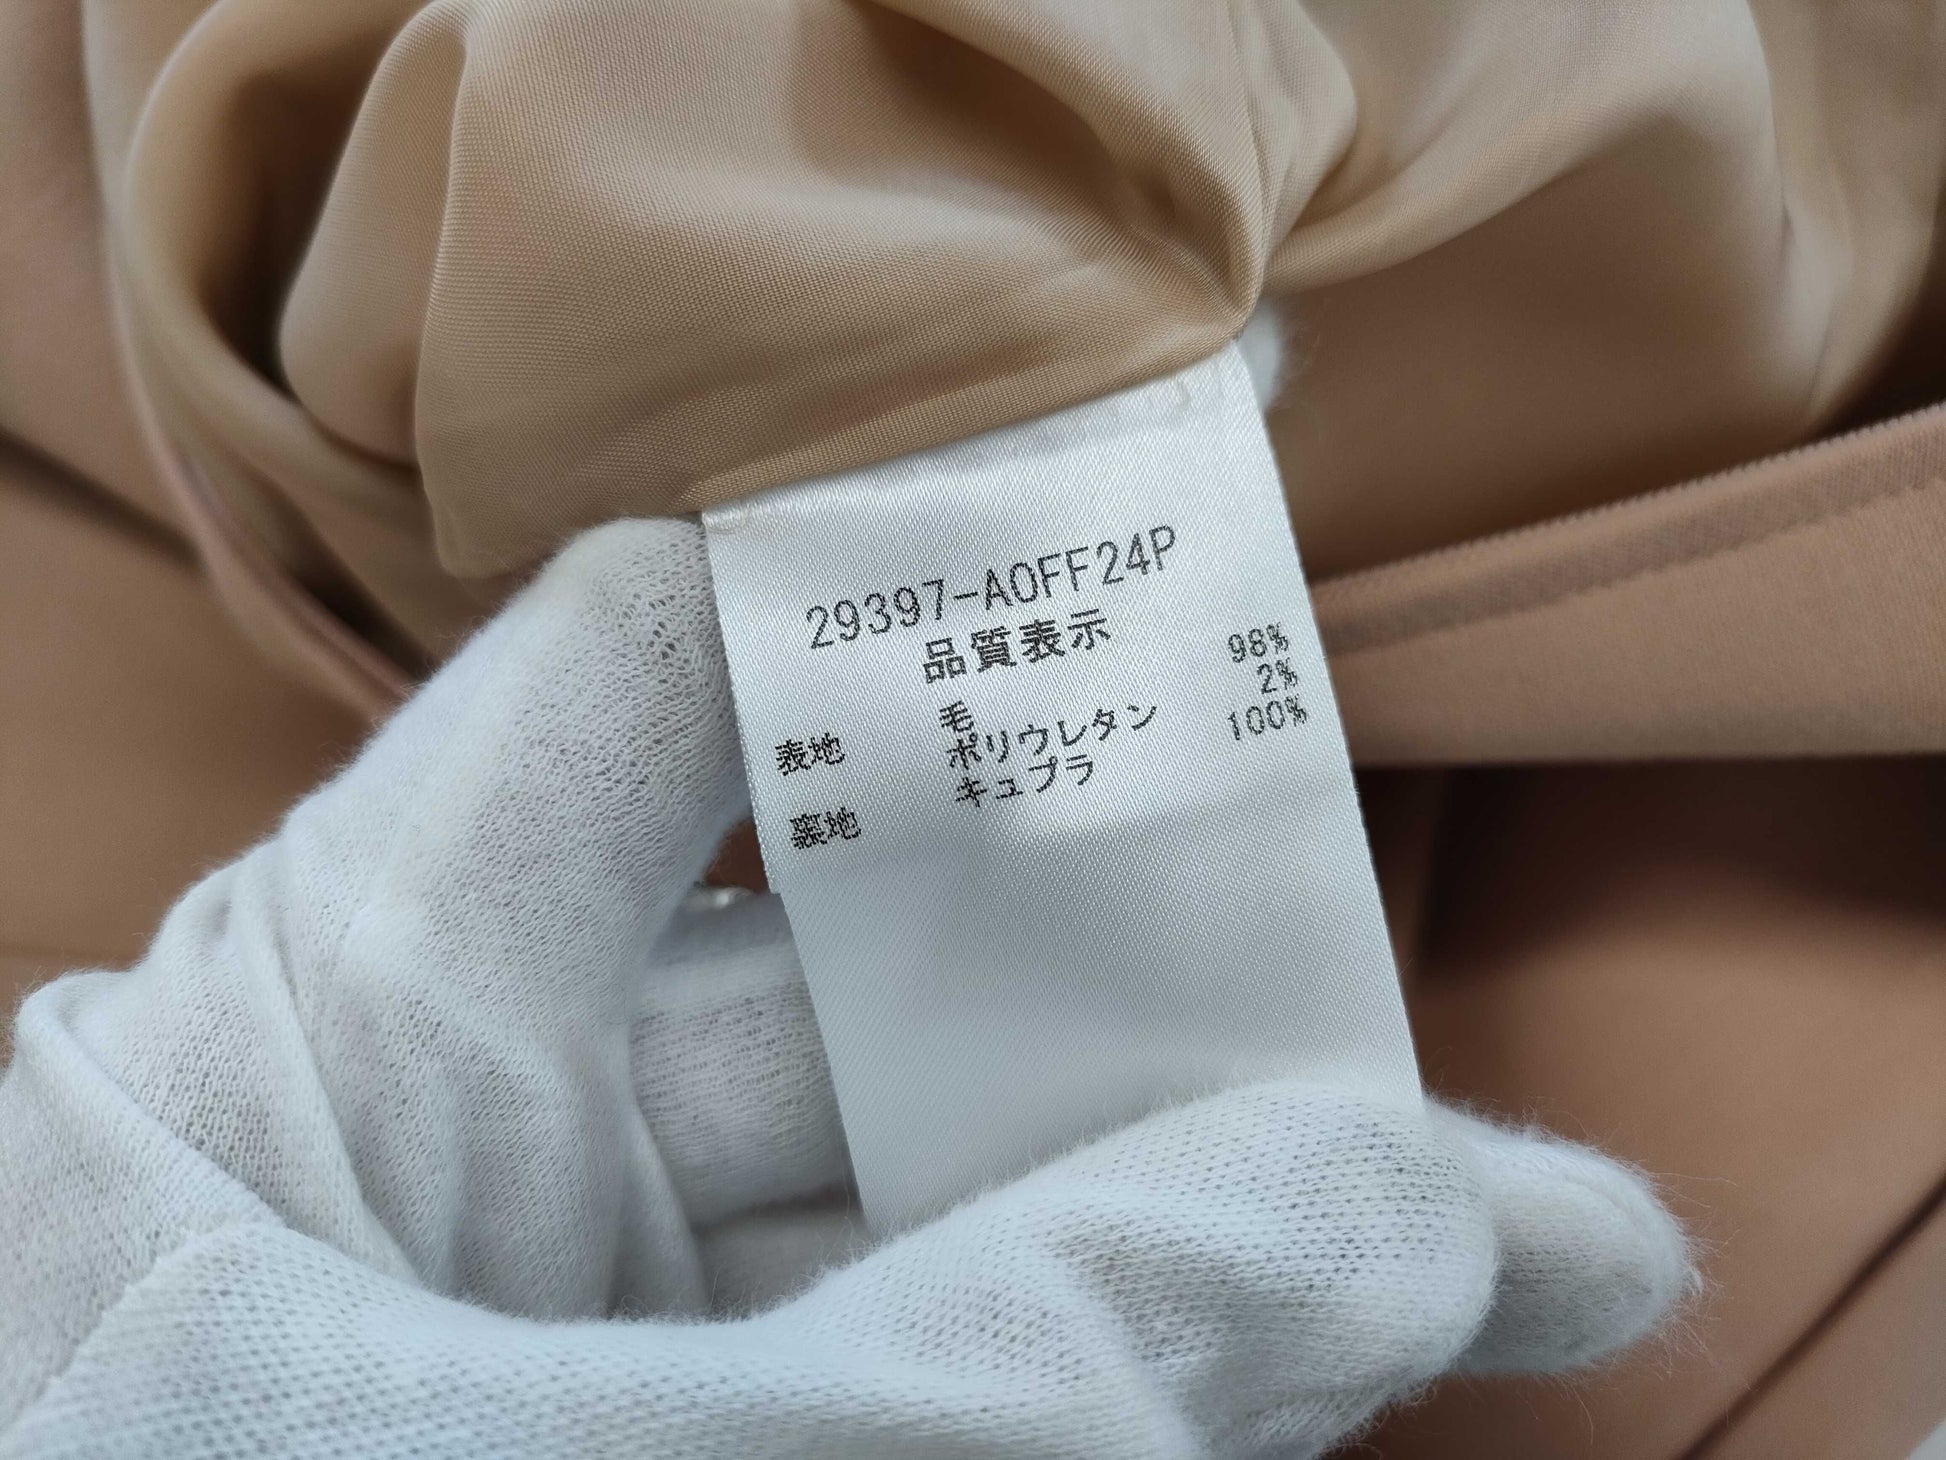 29397-A0FF24P
品質表示
表地 毛 98%
ポリウレタン 2%
裏地 キュプラ 100%